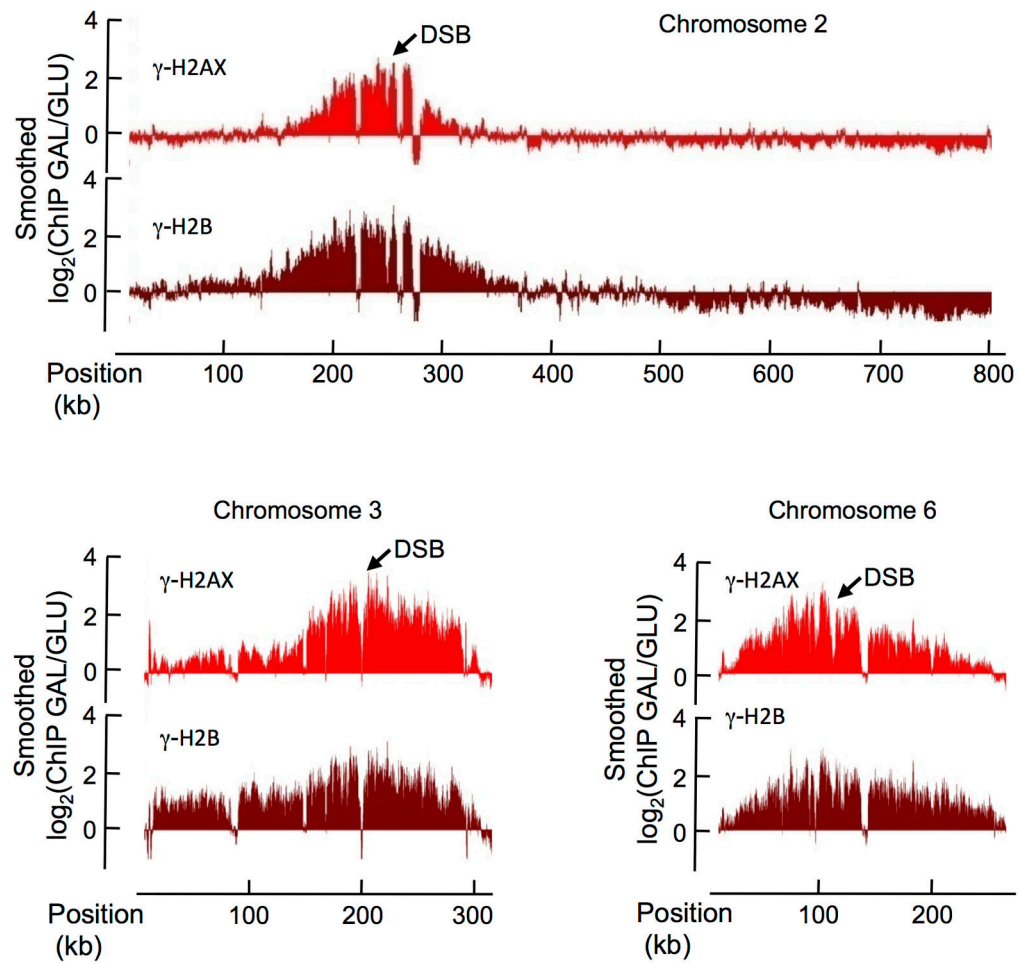 Chromosome 2
Smoothed
log₂(ChIP GAL/GLU)
4
DSB
γ-H2AX
2
0
4
γ-H2B
2
0
Position
(kb)
100 200 300 400 500 600 700 800
Chromosome 3
Smoothed
log₂(ChIP GAL/GLU)
4
DSB
γ-H2AX
2
0
4
γ-H2B
2
0
Position
(kb)
100 200 300
Chromosome 6
Smoothed
log₂(ChIP GAL/GLU)
4
γ-H2AX
DSB
2
0
4
γ-H2B
2
0
Position
(kb)
100 200